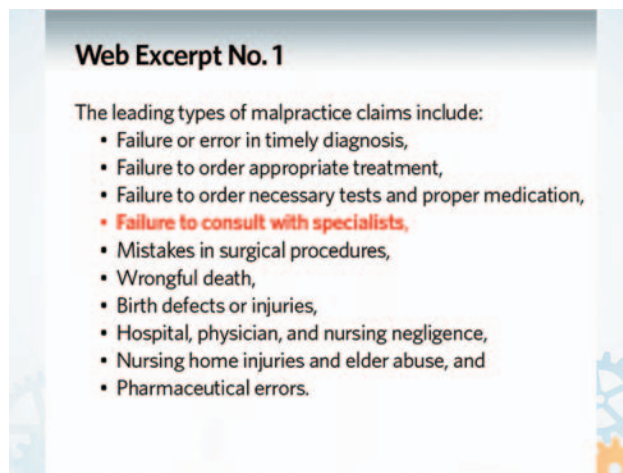 Web Excerpt No. 1
The leading types of malpractice claims include:
• Failure or error in timely diagnosis,
• Failure to order appropriate treatment,
• Failure to order necessary tests and proper medication,
• Failure to consult with specialists,
• Mistakes in surgical procedures,
• Wrongful death,
• Birth defects or injuries,
• Hospital, physician, and nursing negligence,
• Nursing home injuries and elder abuse, and
• Pharmaceutical errors.